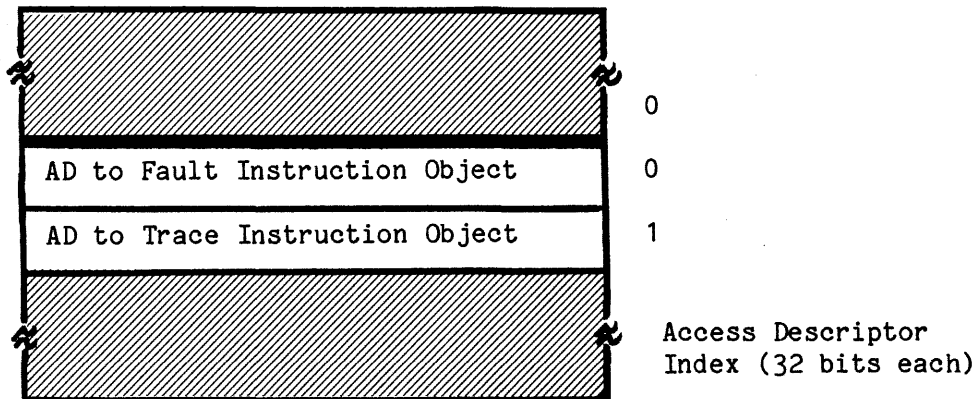 0
AD to Fault Instruction Object 0
AD to Trace Instruction Object 1
Access Descriptor
Index (32 bits each)